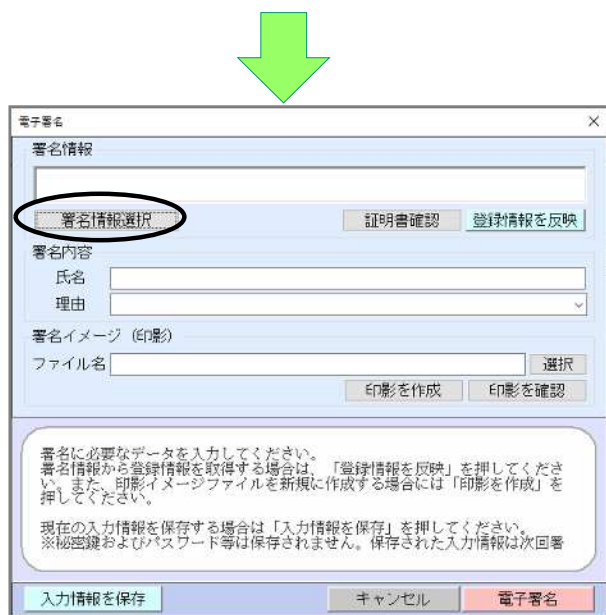 電子署名
署名情報
署名情報選択 証明書確認 登録情報を反映
署名内容
氏名
理由
署名イメージ（印影）
ファイル名 選択
印影を作成 印影を確認
署名に必要なデータを入力してください。
署名情報から登録情報を取得する場合は、「登録情報を反映」を押してくださ
い。また、印影イメージファイルを新規に作成する場合には「印影を作成」を
押してください。
現在の入力情報を保存する場合は「入力情報を保存」を押してください。
※秘密鍵およびパスワード等は保存されません。保存された入力情報は次回署
入力情報を保存 キャンセル 電子署名